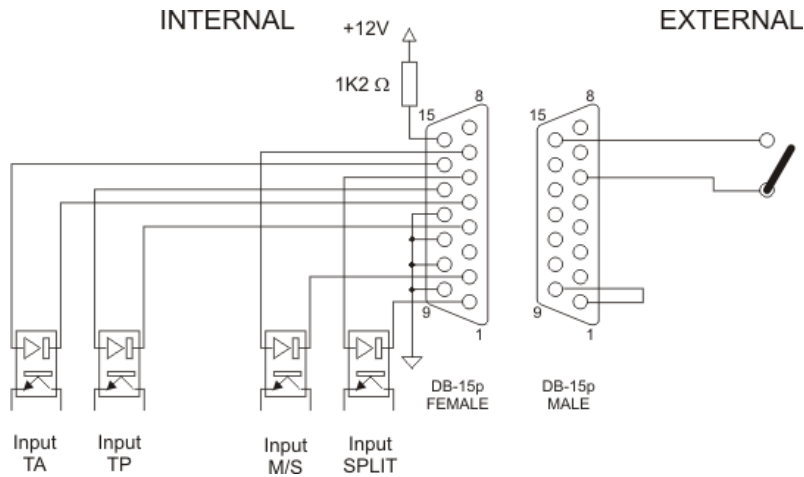 INTERNAL
EXTERNAL
+12V
1K2 Ω
15
8
9
1
DB-15p
FEMALE
15
8
9
1
DB-15p
MALE
Input
TA
Input
TP
Input
M/S
Input
SPLIT